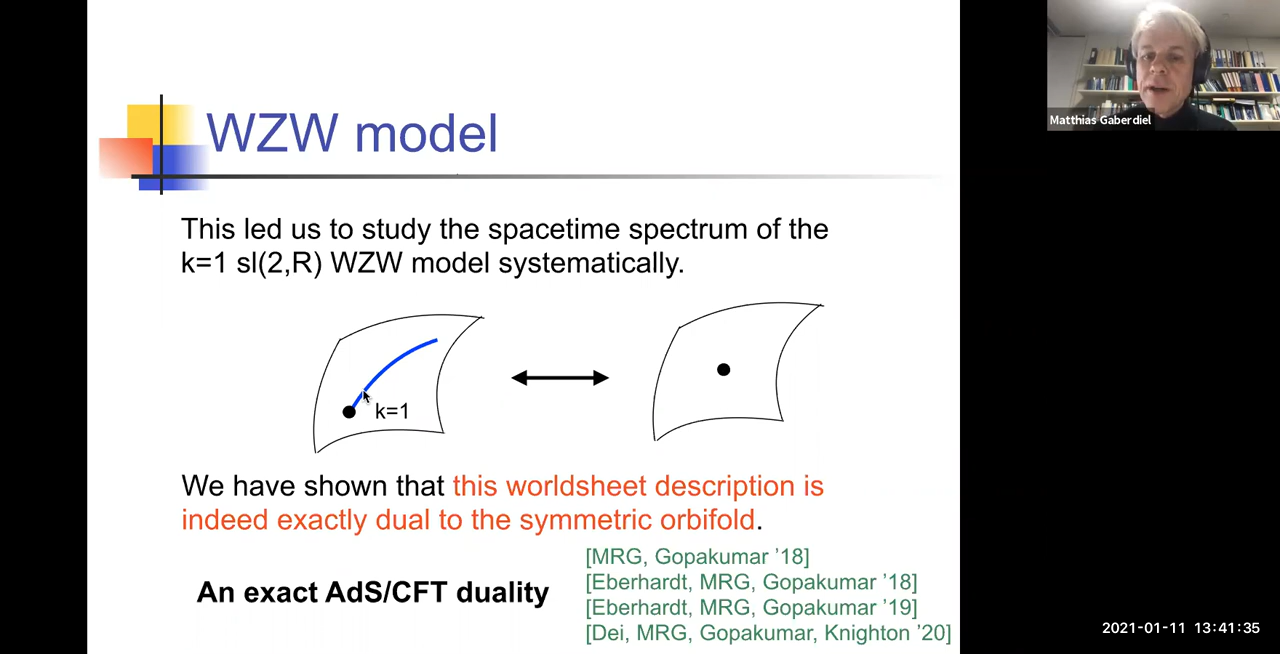 WZW model
This led us to study the spacetime spectrum of the
k=1 sl(2,R) WZW model systematically.
k=1
We have shown that this worldsheet description is
indeed exactly dual to the symmetric orbifold.
An exact AdS/CFT duality
[MRG, Gopakumar ’18]
[Eberhardt, MRG, Gopakumar ’18]
[Eberhardt, MRG, Gopakumar ’19]
[Dei, MRG, Gopakumar, Knighton ’20]
Matthias Gaberdiel
2021-01-11 13:41:35